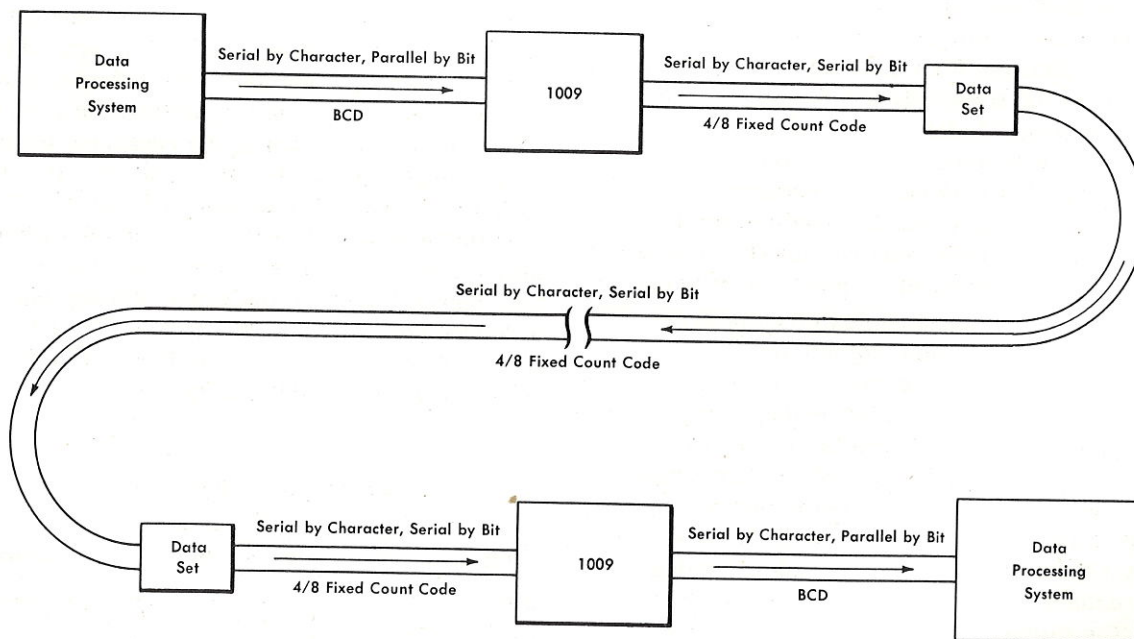 Data
Processing
System
Serial by Character, Parallel by Bit
BCD
1009
Serial by Character, Serial by Bit
4/8 Fixed Count Code
Data
Set
Serial by Character, Serial by Bit
4/8 Fixed Count Code
Data
Set
Serial by Character, Serial by Bit
4/8 Fixed Count Code
1009
Serial by Character, Parallel by Bit
BCD
Data
Processing
System